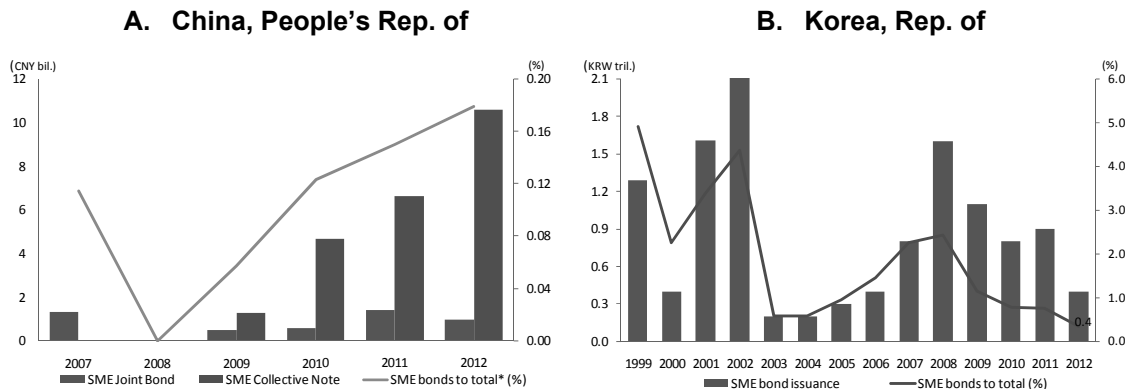 A. China, People's Rep. of
(CNY bil.) (%)
12 0.20
10 0.16
8 0.12
6 0.08
4 0.04
2 0.00
0
2007 2008 2009 2010 2011 2012
SME Joint Bond SME Collective Note SME bonds to total* (%)
B. Korea, Rep. of
(KRW tril.) (%)
2.1 6.0
1.8 5.0
1.5 4.0
1.2 3.0
0.9 2.0
0.6 1.0
0.3 0.0
0.0
0.4
1999 2000 2001 2002 2003 2004 2005 2006 2007 2008 2009 2010 2011 2012
SME bond issuance SME bonds to total (%)